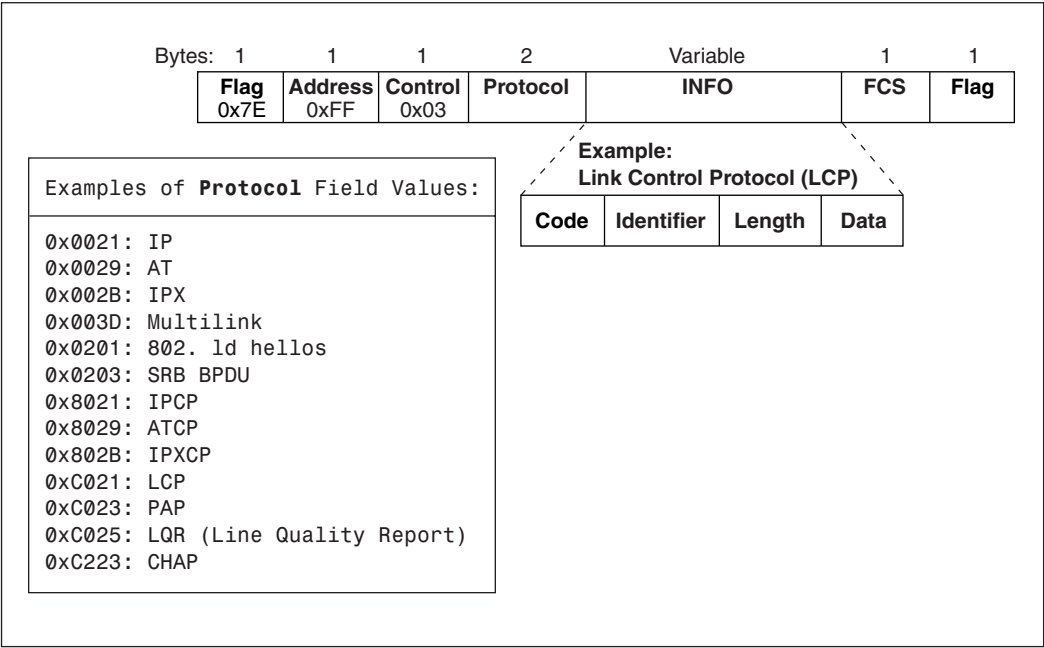 Bytes: 1 1 1 2 Variable 1 1
Flag Address Control Protocol INFO FCS Flag
0x7E 0xFF 0x03
Example:
Link Control Protocol (LCP)
Code Identifier Length Data
Examples of Protocol Field Values:
0x0021: IP
0x0029: AT
0x002B: IPX
0x003D: Multilink
0x0201: 802. ld hellos
0x0203: SRB BPDU
0x8021: IPCP
0x8029: ATCP
0x802B: IPXCP
0xC021: LCP
0xC023: PAP
0xC025: LQR (Line Quality Report)
0xC223: CHAP